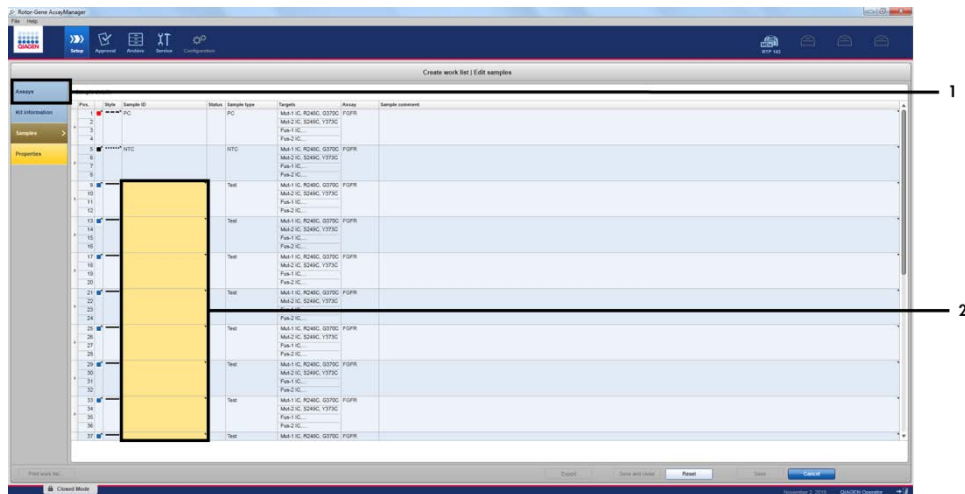 Rotor-Gene AssayManager
File Help
QIAGEN
Setup Approval Archive Service Configuration
RTP 143
Create work list | Edit samples
Assays
1
Kit information
Samples
Properties
Pos. Style Sample ID Status Sample type Targets Assay Sample comment
1 PC PC Mut-1 IC, R248C, G370C FGFR
2 Mut-2 IC, S249C, Y373C
3 Fus-1 IC,...
4 Fus-2 IC,...
5 NTC NTC Mut-1 IC, R248C, G370C FGFR
6 Mut-2 IC, S249C, Y373C
7 Fus-1 IC,...
8 Fus-2 IC,...
9 Test Mut-1 IC, R248C, G370C FGFR
10 Mut-2 IC, S249C, Y373C
11 Fus-1 IC,...
12 Fus-2 IC,...
13 Test Mut-1 IC, R248C, G370C FGFR
14 Mut-2 IC, S249C, Y373C
15 Fus-1 IC,...
16 Fus-2 IC,...
17 Test Mut-1 IC, R248C, G370C FGFR
18 Mut-2 IC, S249C, Y373C
19 Fus-1 IC,...
20 Fus-2 IC,...
21 Test Mut-1 IC, R248C, G370C FGFR
22 Mut-2 IC, S249C, Y373C
23
2
24 Fus-2 IC,...
25 Test Mut-1 IC, R248C, G370C FGFR
26 Mut-2 IC, S249C, Y373C
27 Fus-1 IC,...
28 Fus-2 IC,...
29 Test Mut-1 IC, R248C, G370C FGFR
30 Mut-2 IC, S249C, Y373C
31 Fus-1 IC,...
32 Fus-2 IC,...
33 Test Mut-1 IC, R248C, G370C FGFR
34 Mut-2 IC, S249C, Y373C
35 Fus-1 IC,...
36 Fus-2 IC,...
37 Test Mut-1 IC, R248C, G370C FGFR
Print work list... Export Save and close Reset Save Cancel
Closed Mode November 2, 2018 QIAGEN Operator